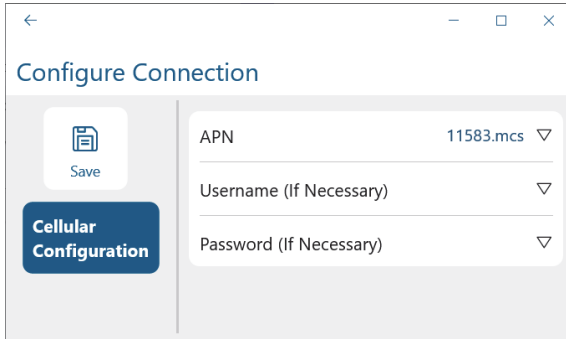 Configure Connection
Save
Cellular
Configuration
APN 11583.mcs
Username (If Necessary)
Password (If Necessary)